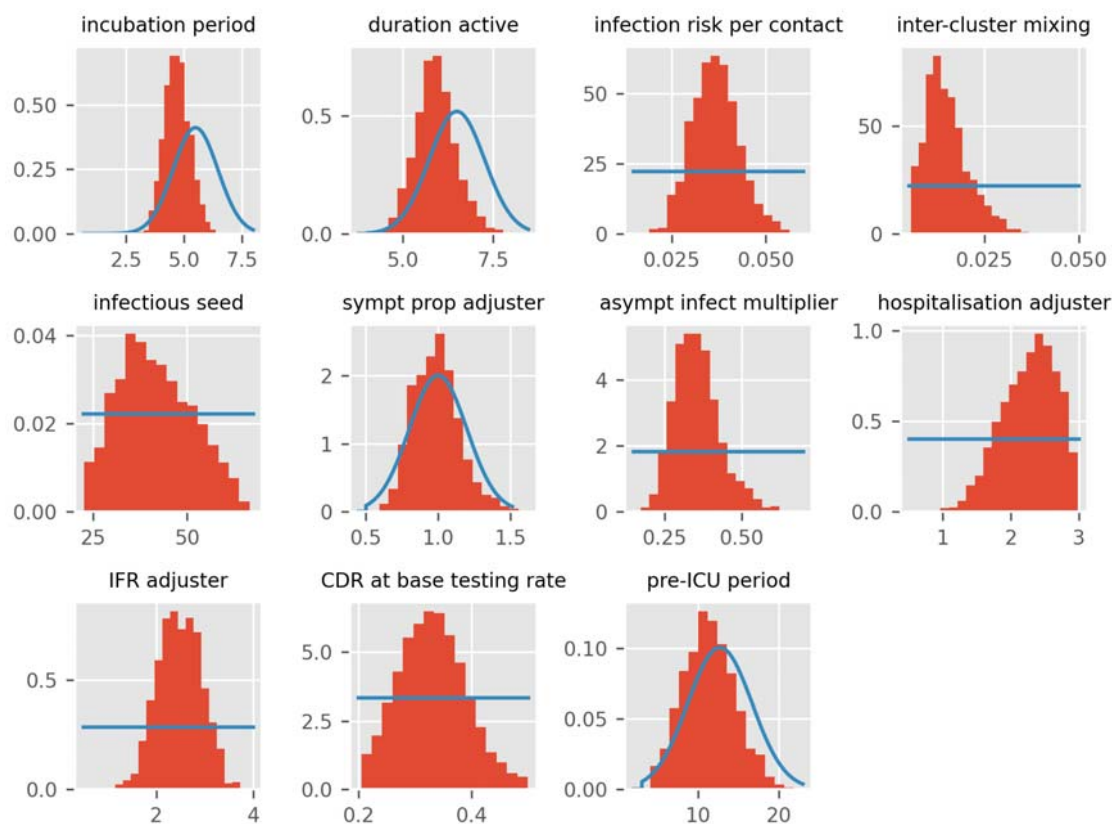 incubation period duration active infection risk per contact inter-cluster mixing
0.50 0.5 50 50
0.25 25
0.00 0.0 0 0
2.5 5.0 7.5 5.0 7.5 0.025 0.050 0.025 0.050
infectious seed sympt prop adjuster asympt infect multiplier hospitalisation adjuster
0.04 2 4 1.0
0.02 1 2 0.5
0.00 0 0 0.0
25 50 0.5 1.0 1.5 0.25 0.50 1 2 3
IFR adjuster CDR at base testing rate pre-ICU period
0.5 5.0 0.10
2.5 0.05
0.0 0.0 0.00
2 4 0.2 0.4 10 20